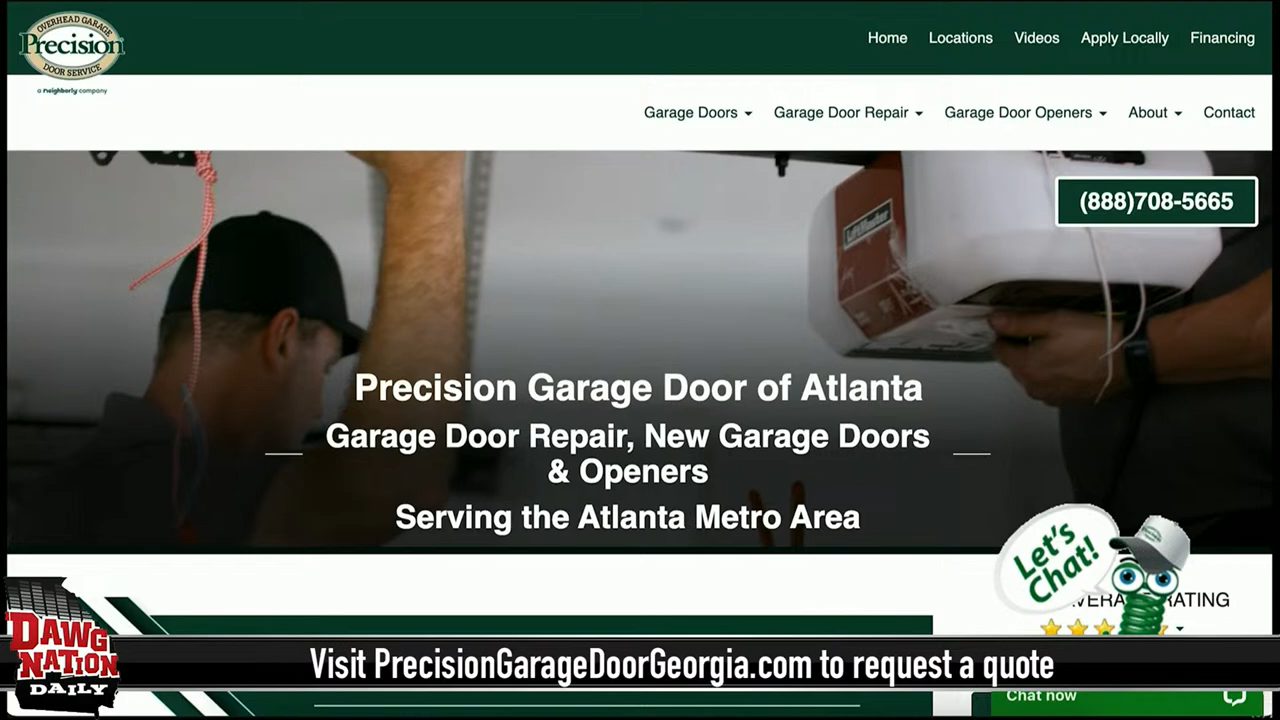 OVERHEAD GARAGE
Precision
DOOR SERVICE
a neighborly company
Home Locations Videos Apply Locally Financing
Garage Doors Garage Door Repair Garage Door Openers About Contact
(888)708-5665
LiftMaster
Precision Garage Door of Atlanta
Garage Door Repair, New Garage Doors
& Openers
Serving the Atlanta Metro Area
Let's
Chat!
RATING
DAWG
NATION
DAILY
Visit PrecisionGarageDoorGeorgia.com to request a quote
Chat now